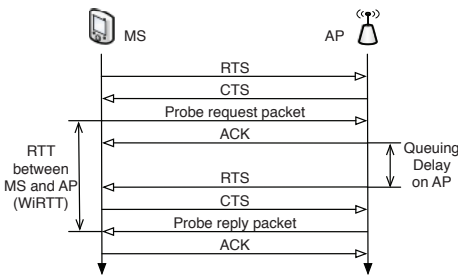 MS
AP
RTS
CTS
Probe request packet
ACK
RTT
between
MS and AP
(WiRTT)
Queuing
Delay
on AP
RTS
CTS
Probe reply packet
ACK